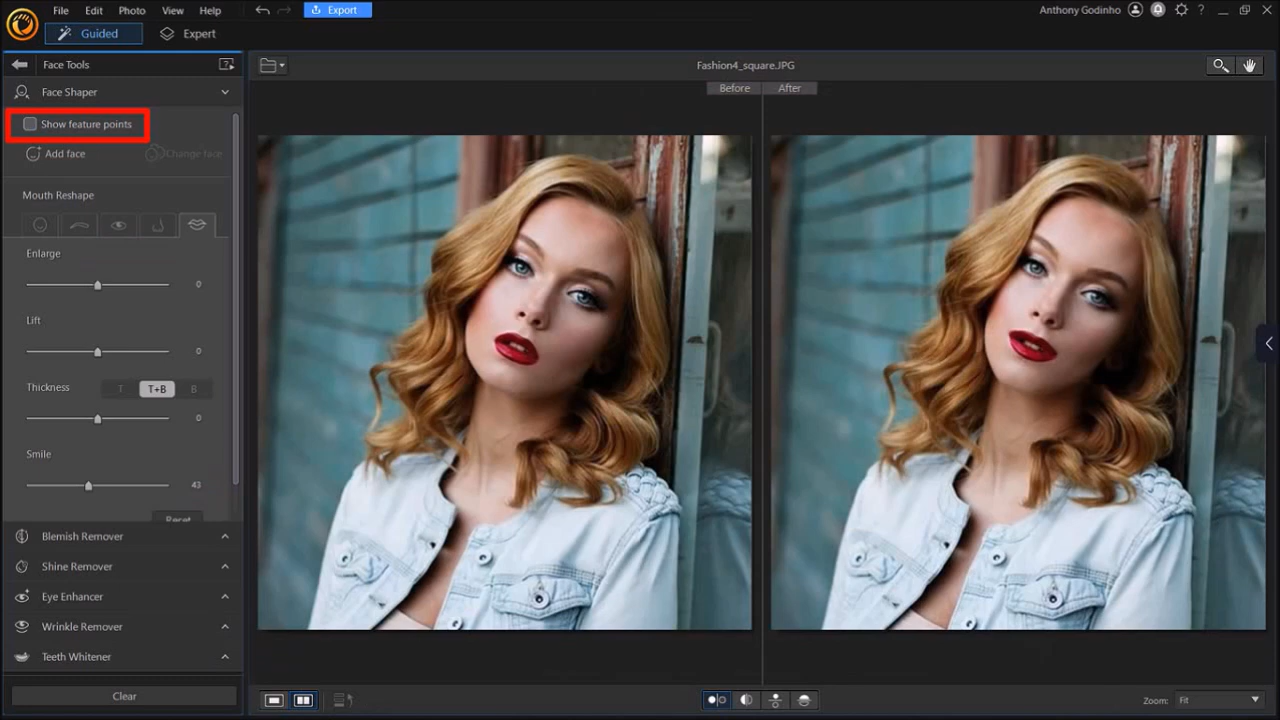 File Edit Photo View Help Export Anthony Godinho ?
Guided Expert
Face Tools
Fashion4_square.JPG
Face Shaper
Before After
Show feature points
Add face Change face
Mouth Reshape
Enlarge
0
Lift
0
Thickness T T+B B
0
Smile
43
Reset
Blemish Remover
Shine Remover
Eye Enhancer
Wrinkle Remover
Teeth Whitener
Clear
Zoom: Fit